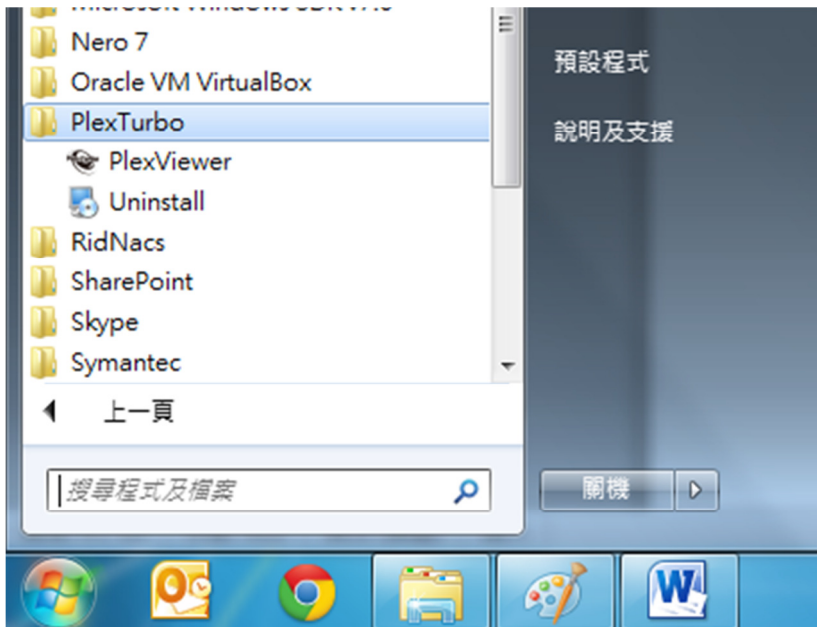 Nero 7
Oracle VM VirtualBox
PlexTurbo
PlexViewer
Uninstall
RidNacs
SharePoint
Skype
Symantec
上一頁
搜尋程式及檔案
預設程式
說明及支援
關機